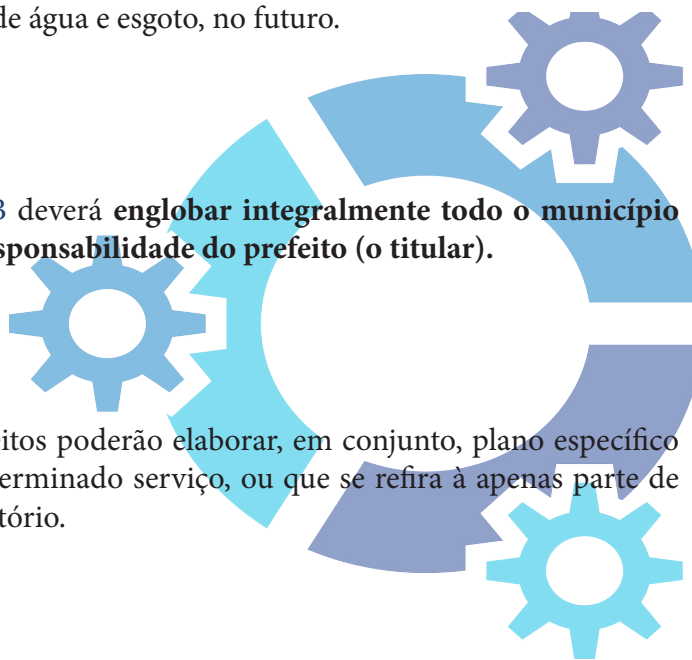 de água e esgoto, no futuro.
B deverá englobar integralmente todo o município
sponsabilidade do prefeito (o titular).
eitos poderão elaborar, em conjunto, plano específico
erminado serviço, ou que se refira à apenas parte de
tório.